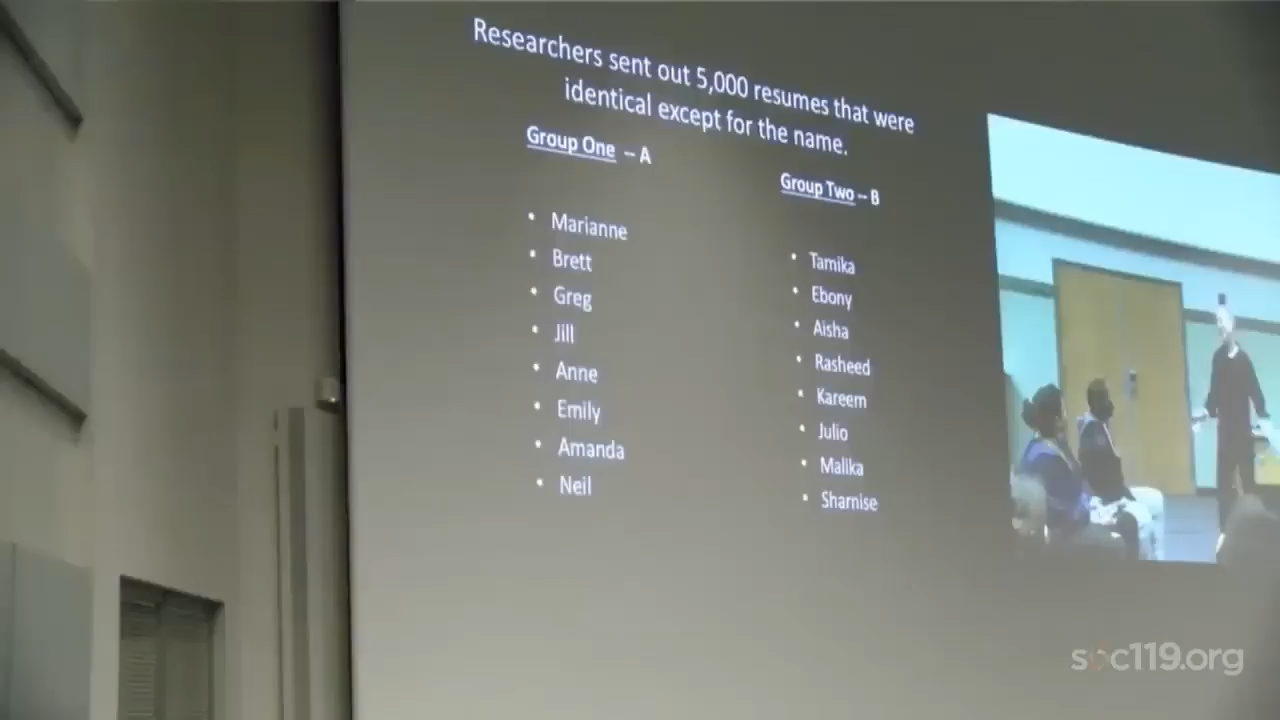 Researchers sent out 5,000 resumes that were
identical except for the name.
Group One -- A
• Marianne
• Brett
• Greg
• Jill
• Anne
• Emily
• Amanda
• Neil
Group Two -- B
• Tamika
• Ebony
• Aisha
• Rasheed
• Kareem
• Julio
• Malika
• Sharnise
soc119.org